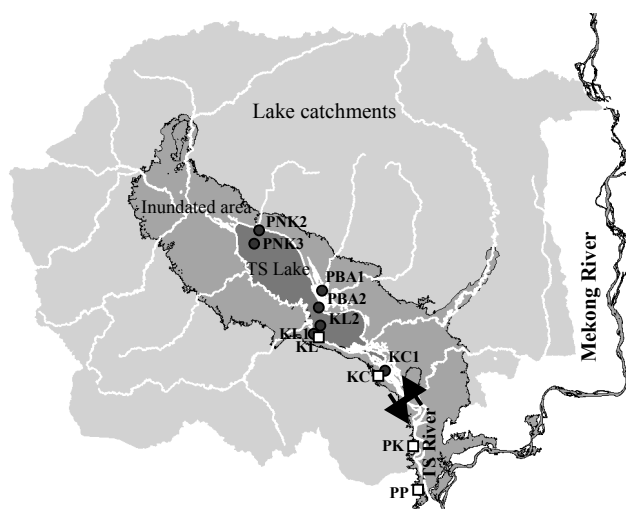 Lake catchments
Inundated area
PNK2
PNK3
TS Lake
PBA1
PBA2
KL2
KL1
KL
KC1
KC
PK
PP
TS River
Mekong River